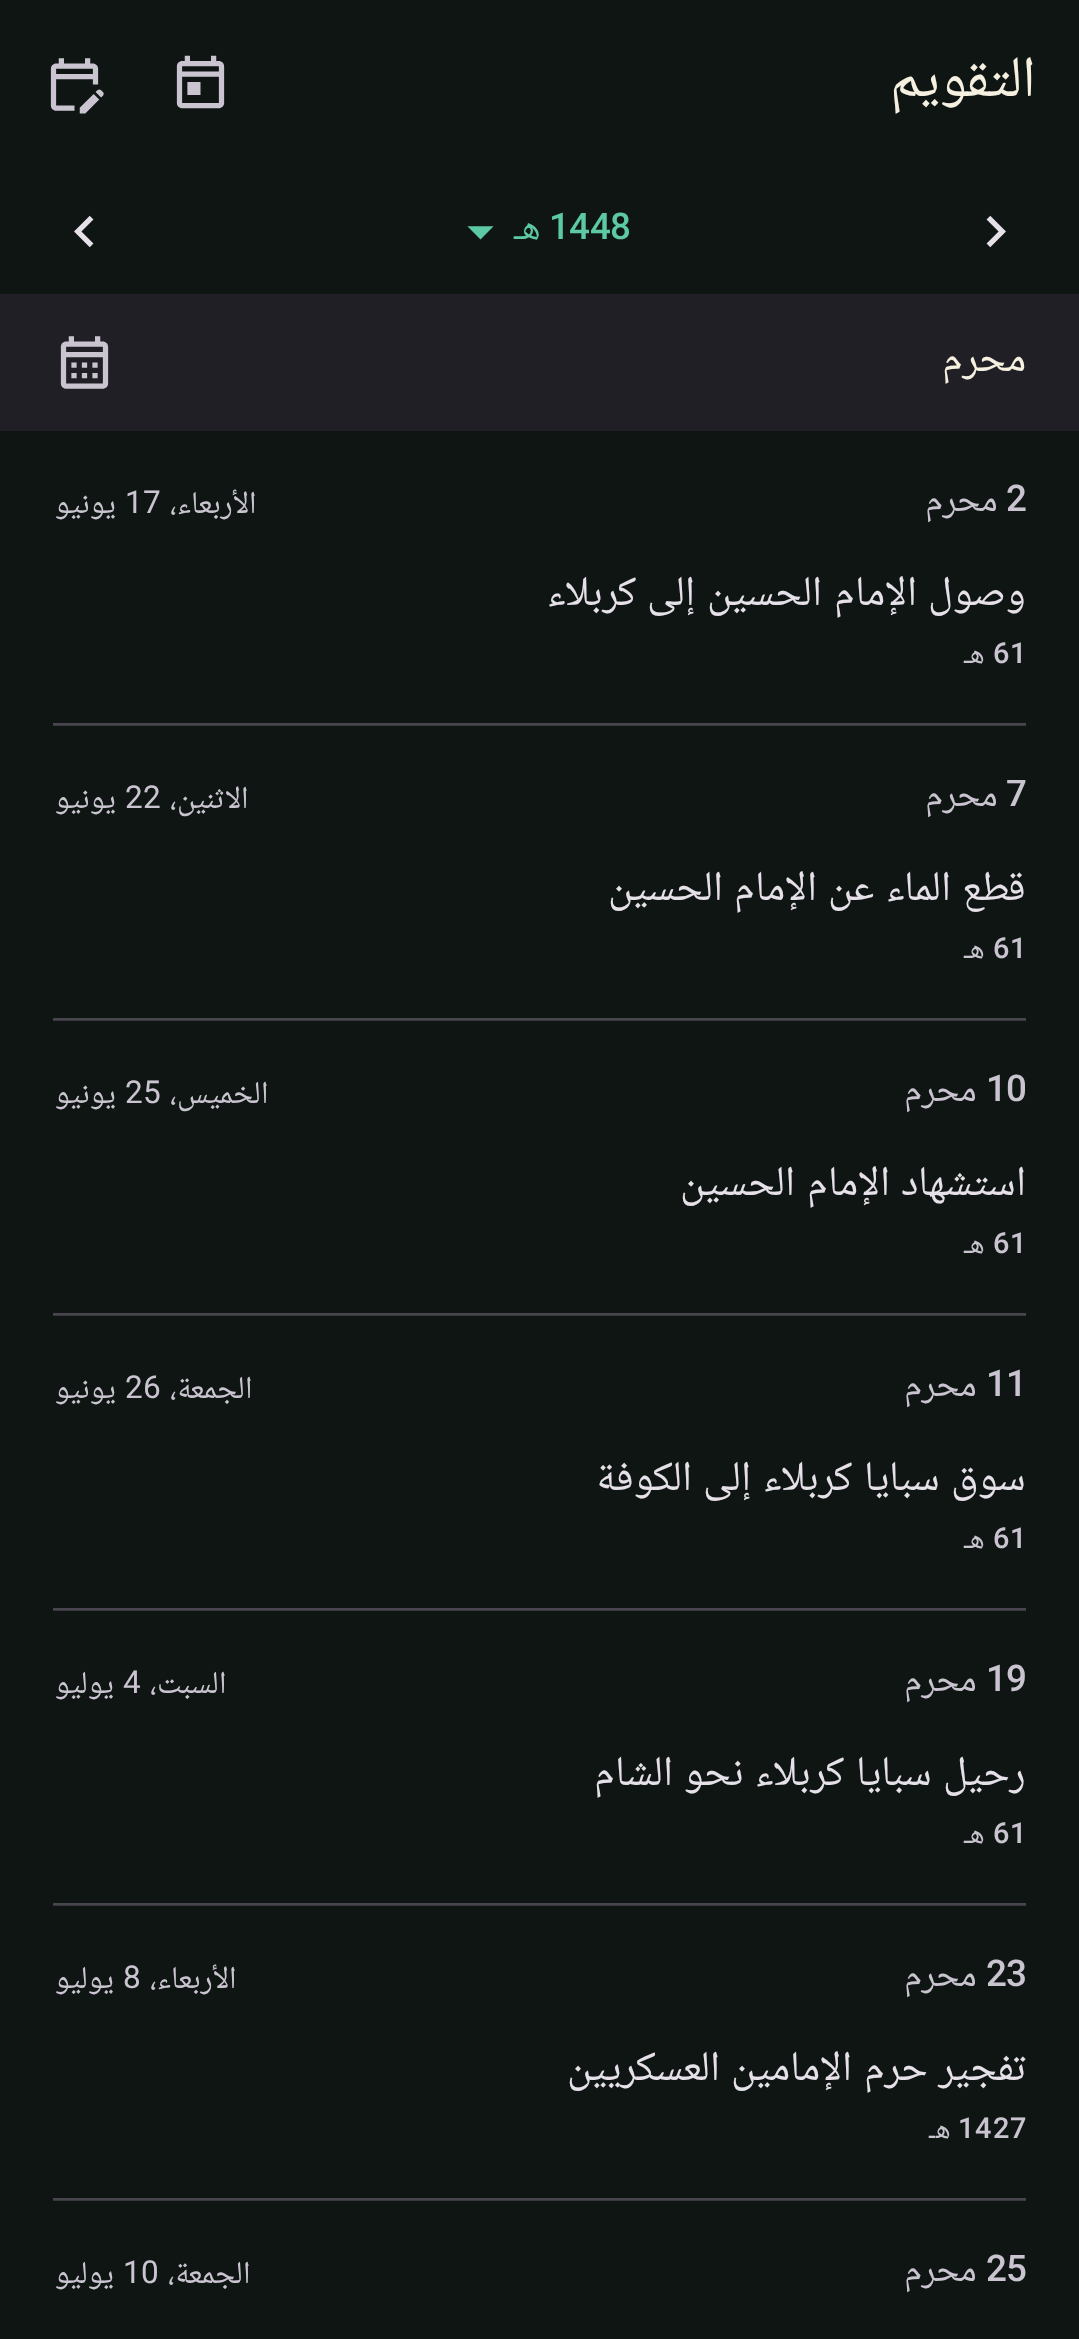 التقويم
1448 هـ
محرم
2 محرم
الأربعاء، 17 يونيو
وصول الإمام الحسين إلى كربلاء
61 هـ
7 محرم
الاثنين، 22 يونيو
قطع الماء عن الإمام الحسين
61 هـ
10 محرم
الخميس، 25 يونيو
استشهاد الإمام الحسين
61 هـ
11 محرم
الجمعة، 26 يونيو
سوق سبايا كربلاء إلى الكوفة
61 هـ
19 محرم
السبت، 4 يوليو
رحيل سبايا كربلاء نحو الشام
61 هـ
23 محرم
الأربعاء، 8 يوليو
تفجير حرم الإمامين العسكريين
1427 هـ
25 محرم
الجمعة، 10 يوليو